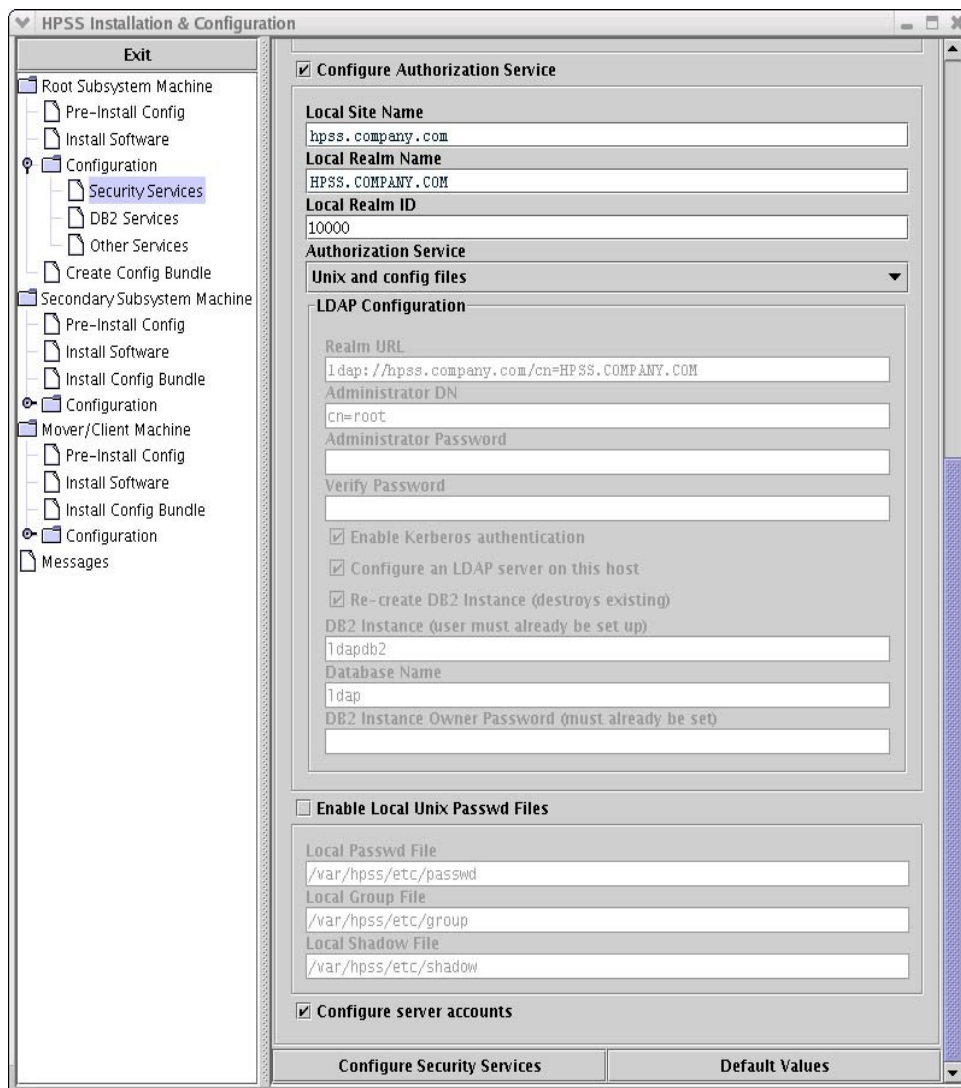 HPSS Installation & Configuration
Exit
Root Subsystem Machine
Pre-Install Config
Install Software
Configuration
Security Services
DB2 Services
Other Services
Create Config Bundle
Secondary Subsystem Machine
Pre-Install Config
Install Software
Install Config Bundle
Configuration
Mover/Client Machine
Pre-Install Config
Install Software
Install Config Bundle
Configuration
Messages
Configure Authorization Service
Local Site Name
hpss.company.com
Local Realm Name
HPSS.COMPANY.COM
Local Realm ID
10000
Authorization Service
Unix and config files
LDAP Configuration
Realm URL
ldap://hpss.company.com/cn=HPSS.COMPANY.COM
Administrator DN
cn=root
Administrator Password
Verify Password
Enable Kerberos authentication
Configure an LDAP server on this host
Re-create DB2 Instance (destroys existing)
DB2 Instance (user must already be set up)
ldapdb2
Database Name
ldap
DB2 Instance Owner Password (must already be set)
Enable Local Unix Passwd Files
Local Passwd File
/var/hpss/etc/passwd
Local Group File
/var/hpss/etc/group
Local Shadow File
/var/hpss/etc/shadow
Configure server accounts
Configure Security Services
Default Values